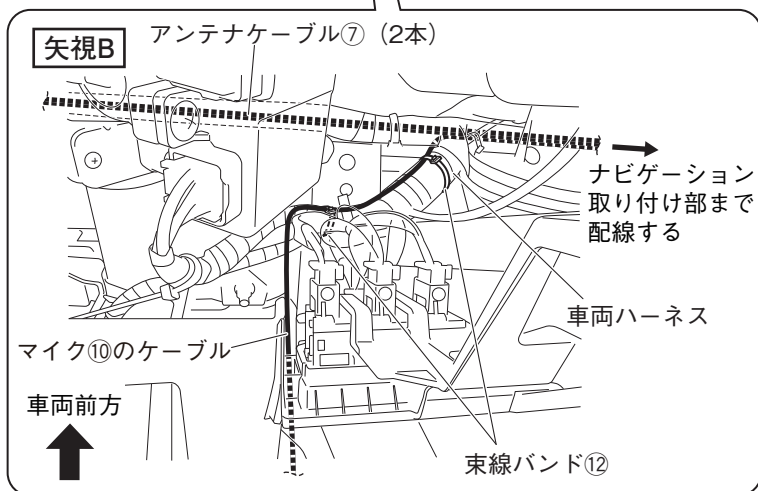 矢視B
アンテナケーブル⑦（2本）
ナビゲーション
取り付け部まで
配線する
車両ハーネス
マイク⑩のケーブル
車両前方
束線バンド⑫